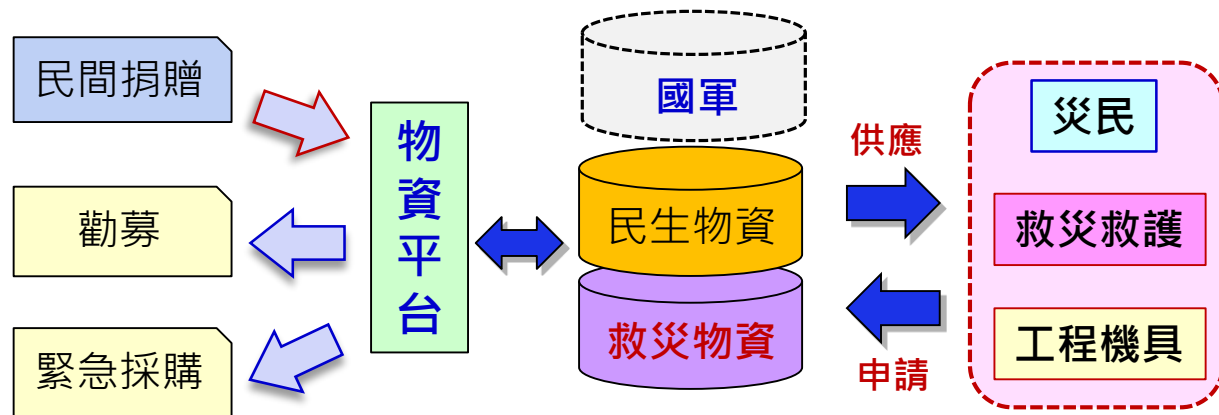 民間捐贈
勸募
緊急採購
物資平台
國軍
民生物資
救災物資
供應
申請
災民
救災救護
工程機具